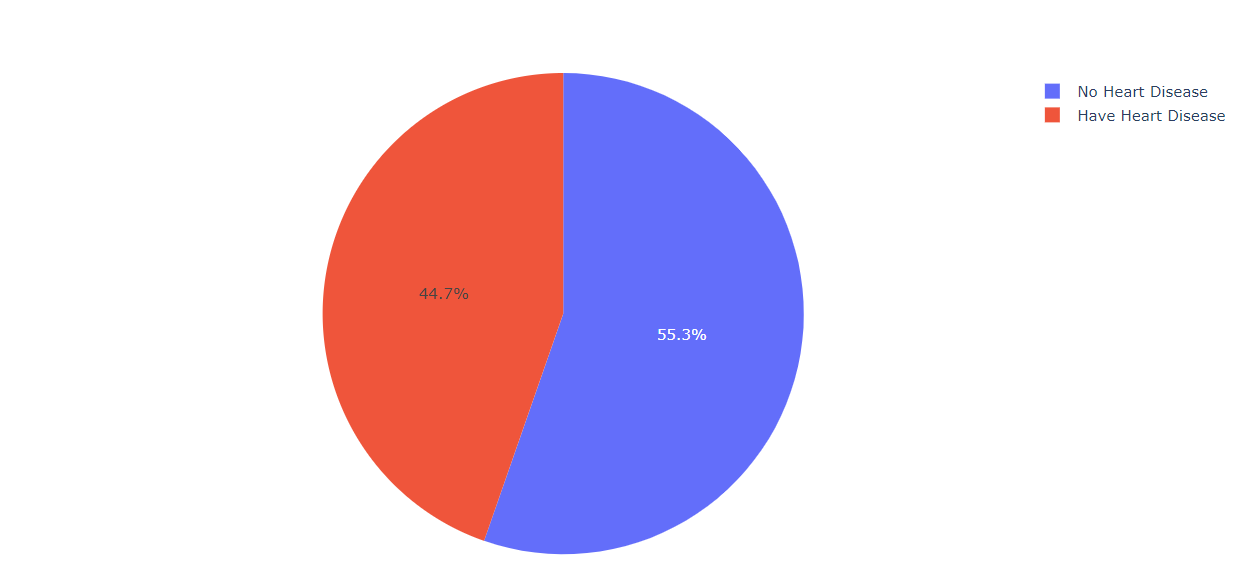 No Heart Disease
Have Heart Disease
44.7%
55.3%